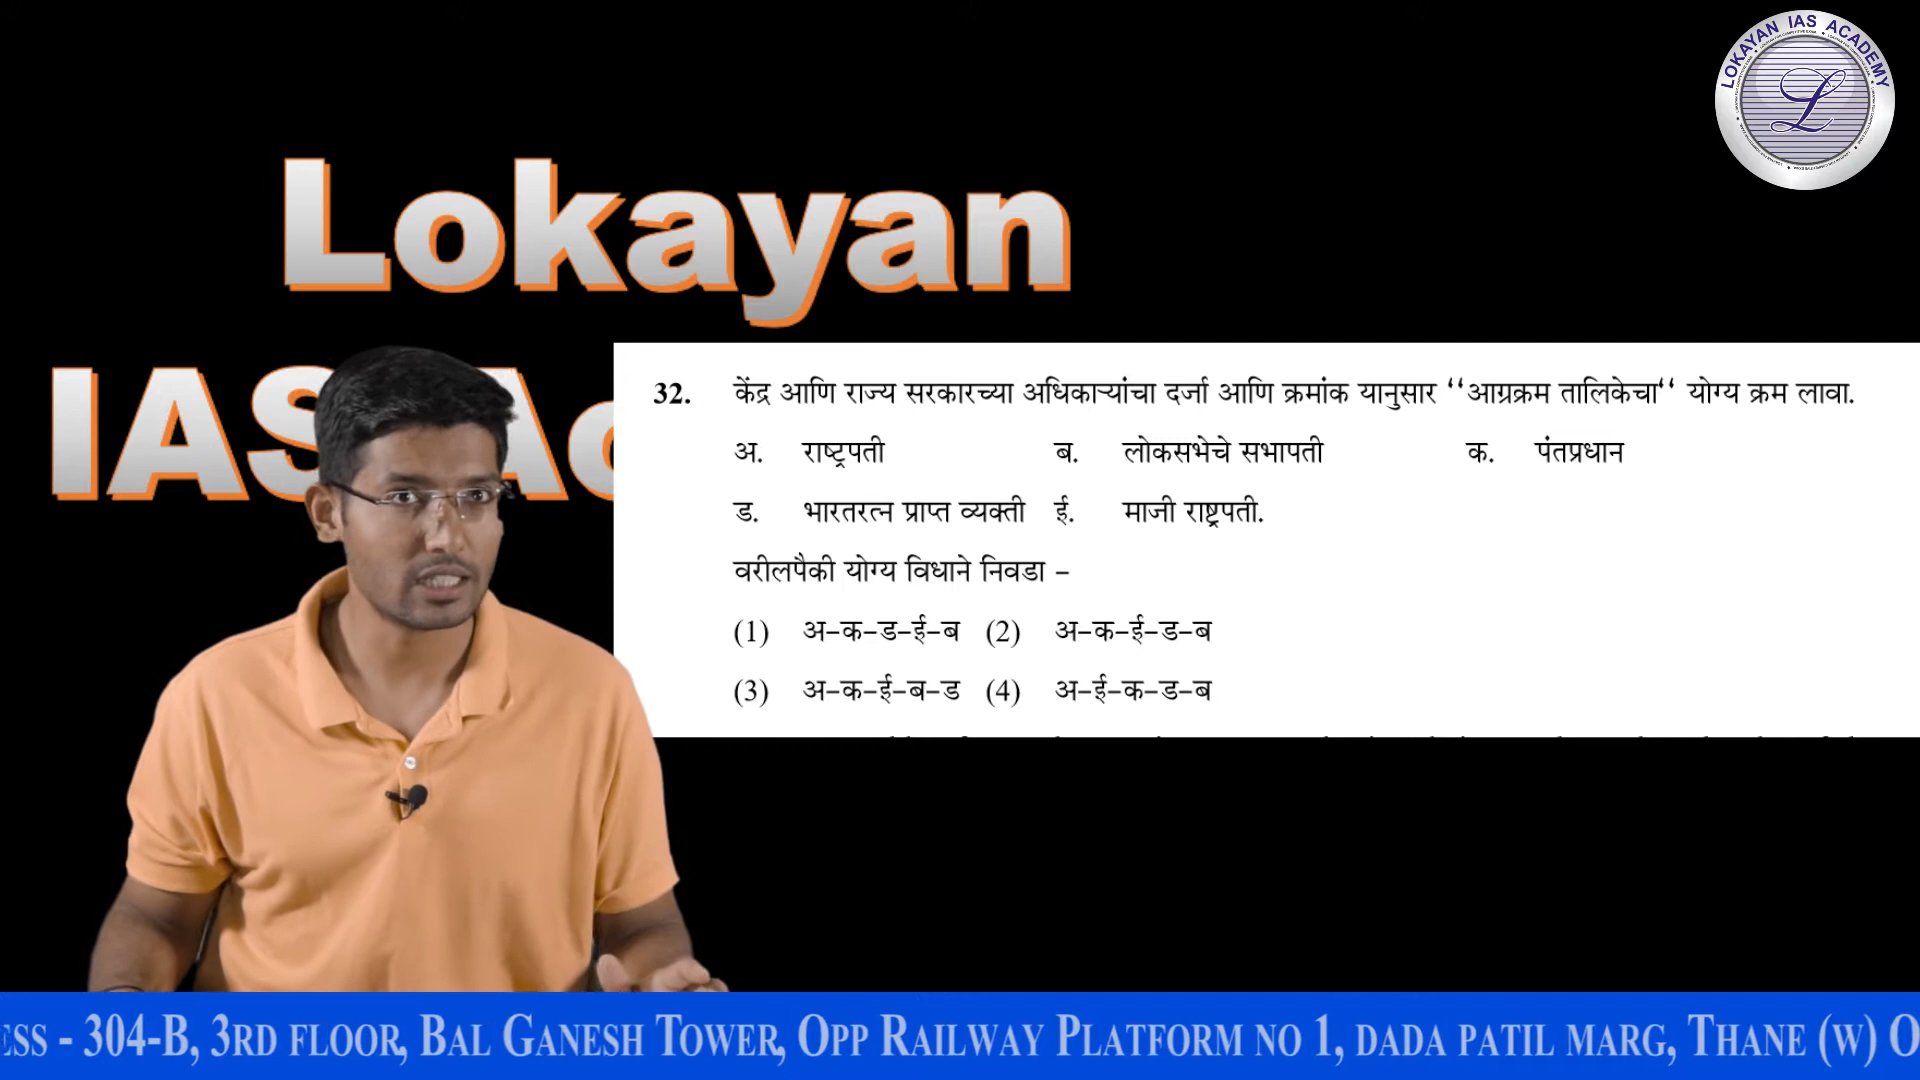 LOKAYAN IAS ACADEMY
L
Lokayan
IAS Ac
32. केंद्र आणि राज्य सरकारच्या अधिकाऱ्यांचा दर्जा आणि क्रमांक यानुसार ‘‘आग्रक्रम तालिकेचा‘‘ योग्य क्रम लावा.
अ. राष्ट्रपती ब. लोकसभेचे सभापती क. पंतप्रधान
ड. भारतरत्न प्राप्त व्यक्ती ई. माजी राष्ट्रपती.
वरीलपैकी योग्य विधाने निवडा –
(1) अ–क–ड–ई–ब (2) अ–क–ई–ड–ब
(3) अ–क–ई–ब–ड (4) अ–ई–क–ड–ब
ESS - 304-B, 3RD FLOOR, BAL GANESH TOWER, OPP RAILWAY PLATFORM NO 1, DADA PATIL MARG, THANE (W) O